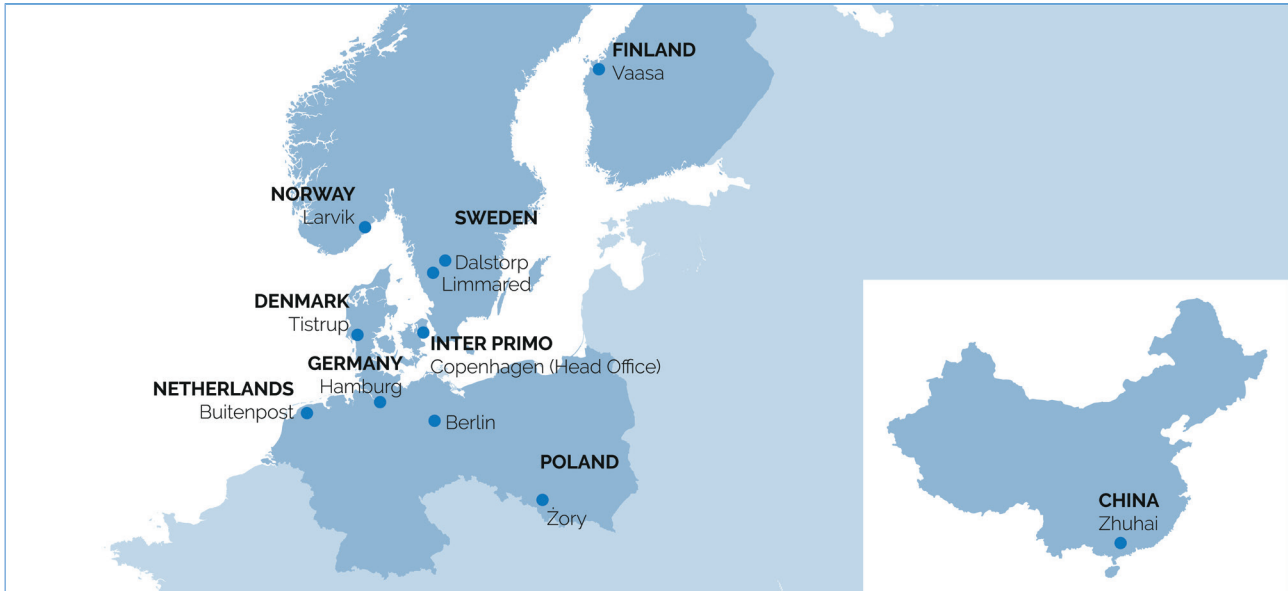 FINLAND
Vaasa
NORWAY
Larvik
SWEDEN
Dalstorp
Limmared
DENMARK
Tistrup
INTER PRIMO
Copenhagen (Head Office)
GERMANY
Hamburg
NETHERLANDS
Buitenpost
Berlin
POLAND
Żory
CHINA
Zhuhai